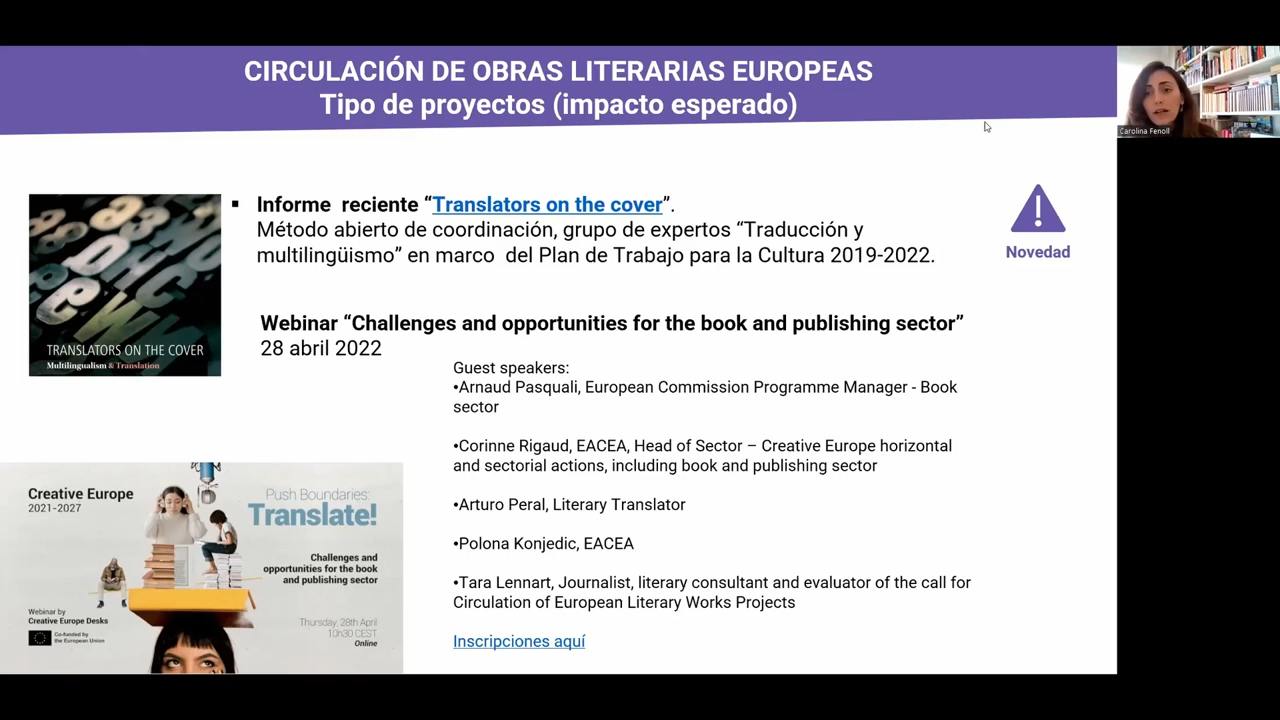 CIRCULACIÓN DE OBRAS LITERARIAS EUROPEAS
Tipo de proyectos (impacto esperado)
Carolina Fenoll
▪ Informe reciente “Translators on the cover”.
Método abierto de coordinación, grupo de expertos “Traducción y
multilingüismo” en marco del Plan de Trabajo para la Cultura 2019-2022.
Novedad
TRANSLATORS ON THE COVER
Multilingualism & Translation
Webinar “Challenges and opportunities for the book and publishing sector”
28 abril 2022
Guest speakers:
•Arnaud Pasquali, European Commission Programme Manager - Book
sector
•Corinne Rigaud, EACEA, Head of Sector – Creative Europe horizontal
and sectorial actions, including book and publishing sector
•Arturo Peral, Literary Translator
•Polona Konjedic, EACEA
•Tara Lennart, Journalist, literary consultant and evaluator of the call for
Circulation of European Literary Works Projects
Inscripciones aquí
Creative Europe
2021-2027
Push Boundaries:
Translate!
Challenges and
opportunities for the book
and publishing sector
Webinar by
Creative Europe Desks
Co-funded by
the European Union
Thursday, 28th April
10h30 CEST
Online